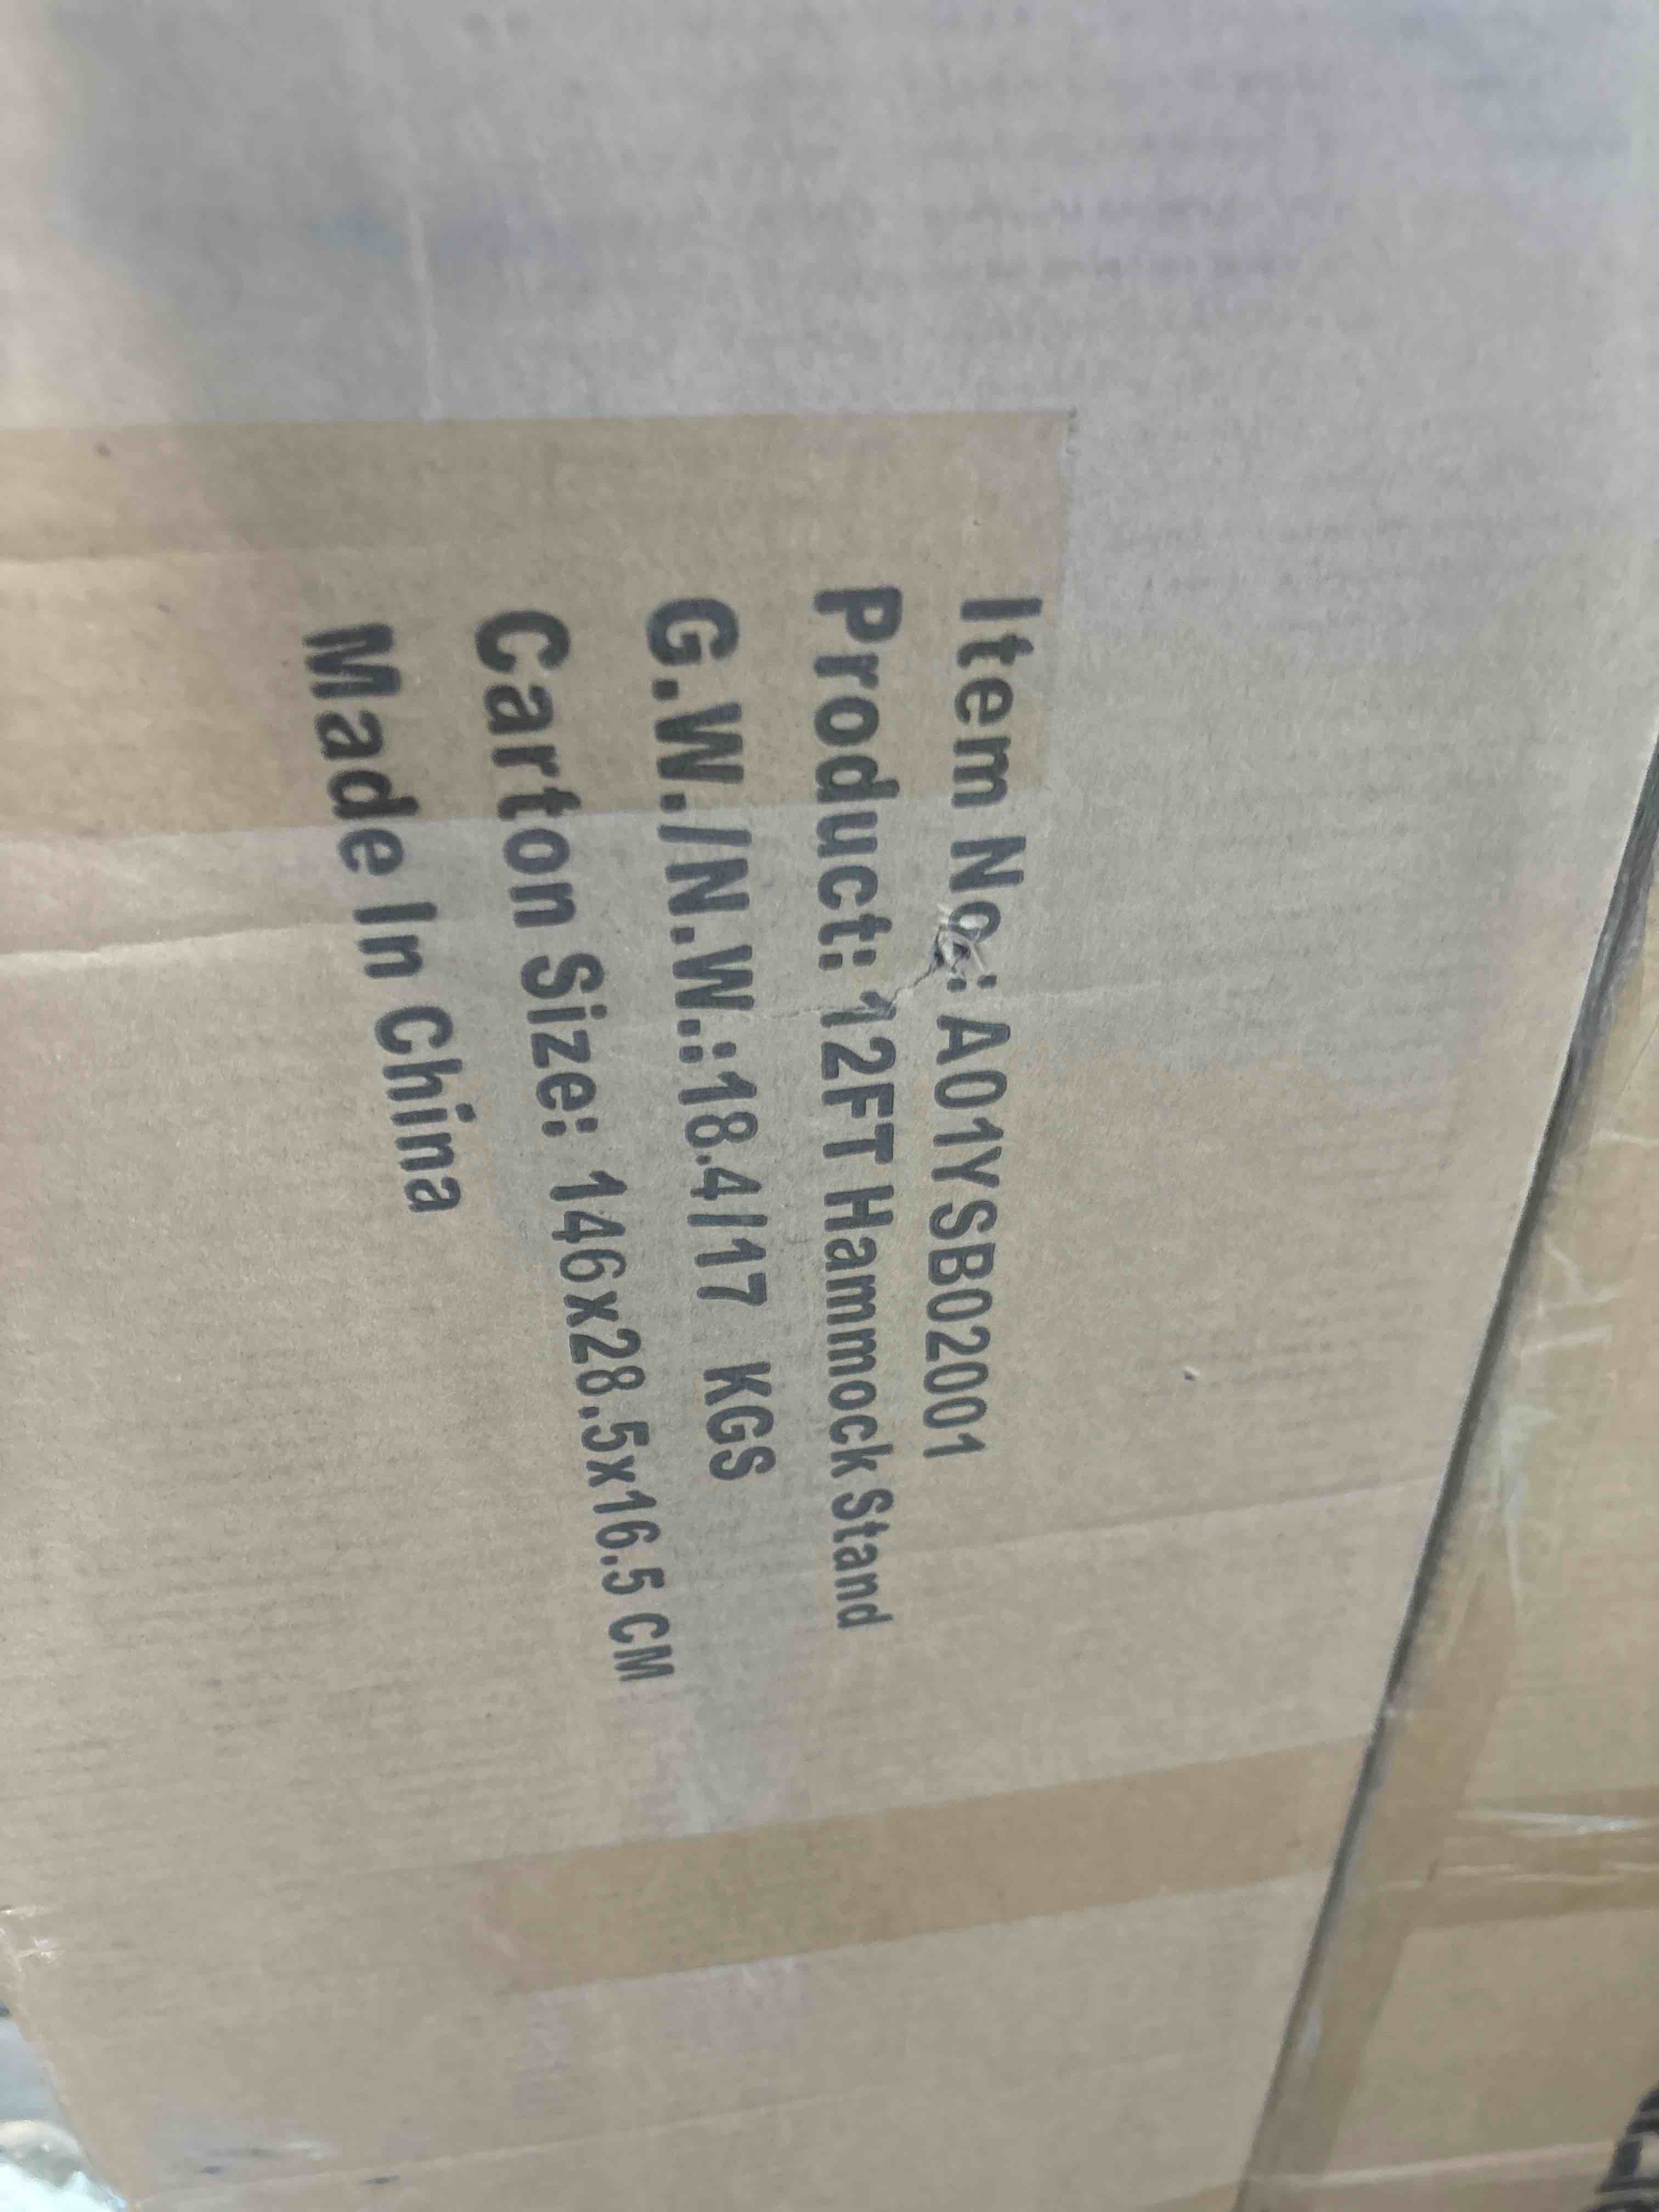 Item No.: A01YSB02001
Product: 12FT Hammock Stand
G.W./N.W.:18.4/17 KGS
Carton Size: 146x28.5x16.5 CM
Made In China